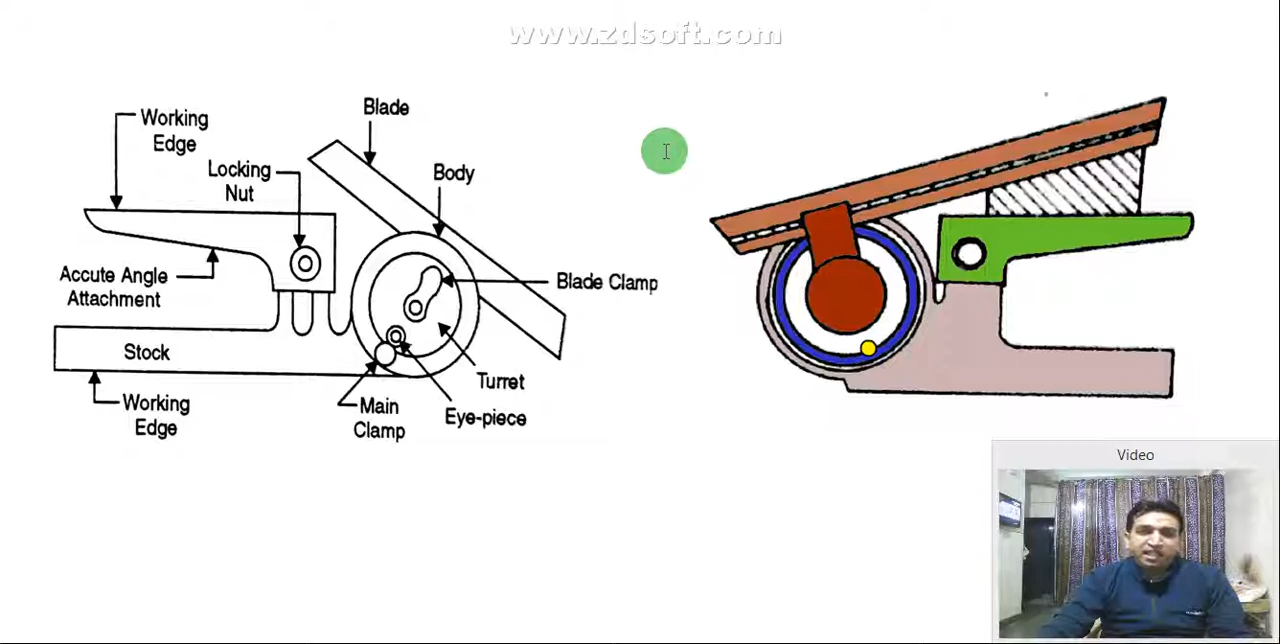 www.zdsoft.com
Working
Edge
Locking
Nut
Blade
Body
Accute Angle
Attachment
Blade Clamp
Stock
Working
Edge
Main
Clamp
Turret
Eye-piece
Video